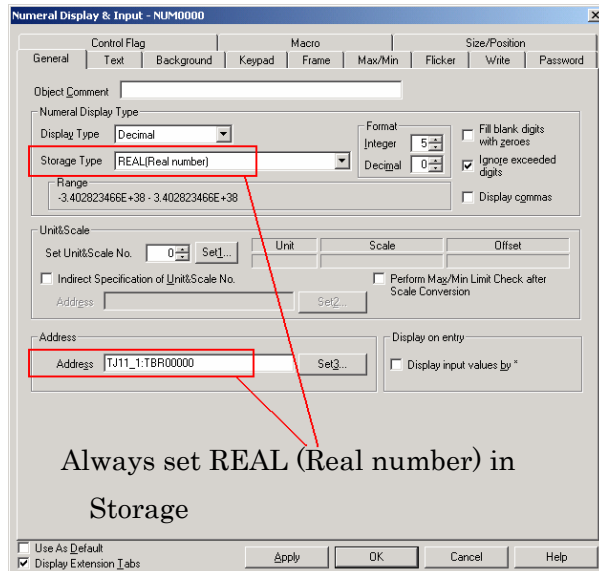 Numeral Display & Input - NUM0000
Control Flag Macro Size/Position
General Text Background Keypad Frame Max/Min Flicker Write Password
Object Comment
Numeral Display Type
Display Type Decimal
Format
Integer 5
Decimal 0
Fill blank digits
with zeroes
Storage Type REAL(Real number)
Ignore exceeded
digits
Range
-3.402823466E+38 - 3.402823466E+38
Display commas
Unit&Scale
Set Unit&Scale No. 0 Set1...
Unit Scale Offset
Indirect Specification of Unit&Scale No.
Perform Max/Min Limit Check after
Scale Conversion
Address Set2...
Address
Address TJ11_1:TBR00000 Set3...
Display on entry
Display input values by *
Always set REAL (Real number) in
Storage
Use As Default
Display Extension Tabs
Apply OK Cancel Help